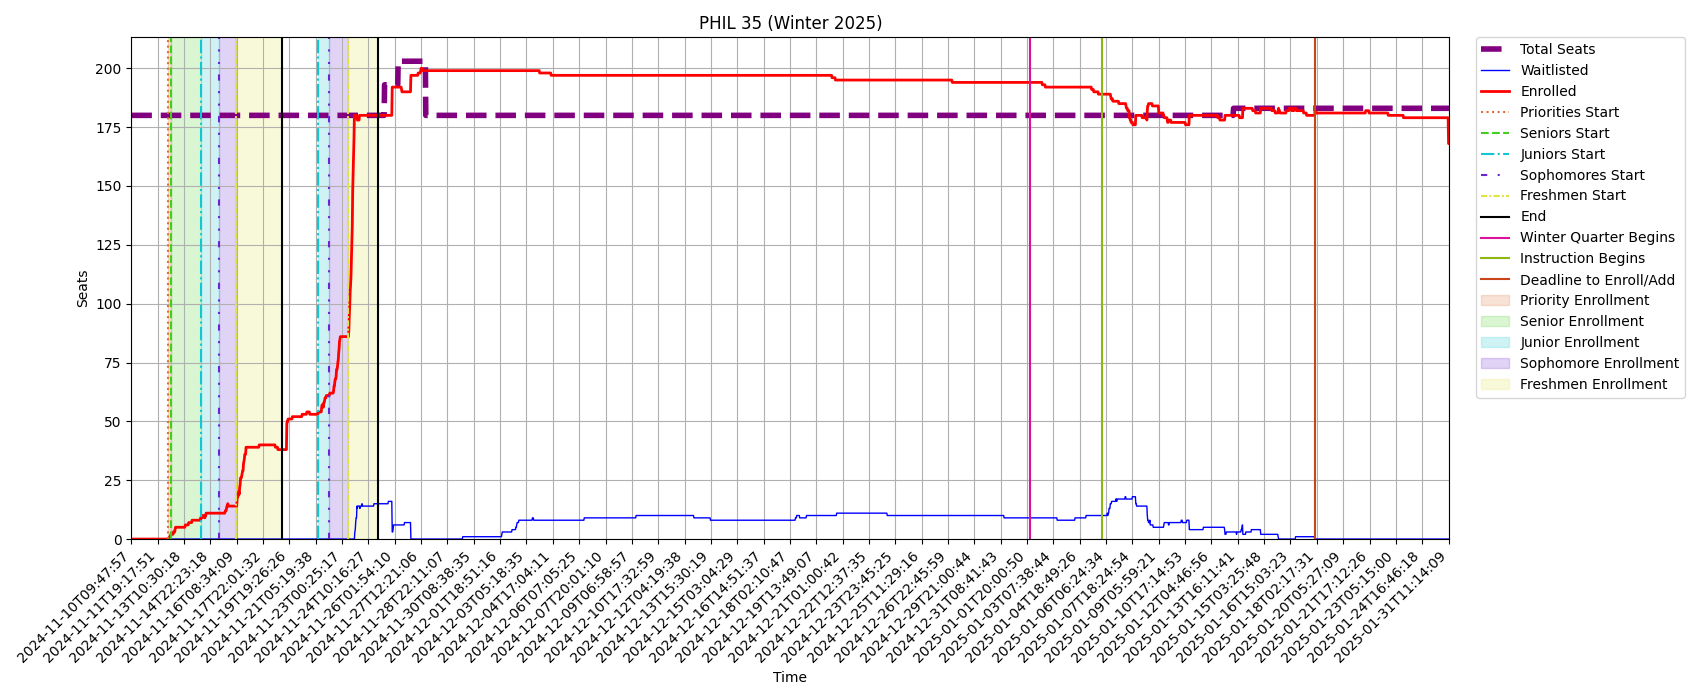 PHIL 35 (Winter 2025)
Seats
200
175
150
125
100
75
50
25
0
2024-11-10T09:47:57
2024-11-11T19:17:51
2024-11-13T10:30:18
2024-11-14T22:23:18
2024-11-16T08:34:09
2024-11-17T22:01:32
2024-11-19T19:26:26
2024-11-21T05:19:38
2024-11-23T00:25:17
2024-11-24T10:16:27
2024-11-26T01:54:10
2024-11-27T12:21:06
2024-11-28T22:11:07
2024-11-30T08:38:35
2024-12-01T18:51:16
2024-12-03T05:18:35
2024-12-04T17:04:11
2024-12-06T07:05:25
2024-12-07T20:01:10
2024-12-09T06:58:57
2024-12-10T17:32:59
2024-12-12T04:19:38
2024-12-13T15:30:19
2024-12-15T03:04:29
2024-12-16T14:51:37
2024-12-18T02:10:47
2024-12-19T13:49:07
2024-12-21T01:00:42
2024-12-22T12:37:35
2024-12-23T23:45:25
2024-12-25T11:29:16
2024-12-26T22:45:59
2024-12-29T21:00:44
2024-12-31T08:41:43
2025-01-01T20:00:50
2025-01-03T07:38:44
2025-01-04T18:49:26
2025-01-06T06:24:34
2025-01-07T18:24:54
2025-01-09T05:59:21
2025-01-10T17:14:53
2025-01-12T04:46:56
2025-01-13T16:11:41
2025-01-15T03:25:48
2025-01-16T15:03:23
2025-01-18T02:17:31
2025-01-20T05:27:09
2025-01-21T17:12:26
2025-01-23T05:15:00
2025-01-24T16:46:18
2025-01-31T11:14:09
Time
Total Seats
Waitlisted
Enrolled
Priorities Start
Seniors Start
Juniors Start
Sophomores Start
Freshmen Start
End
Winter Quarter Begins
Instruction Begins
Deadline to Enroll/Add
Priority Enrollment
Senior Enrollment
Junior Enrollment
Sophomore Enrollment
Freshmen Enrollment